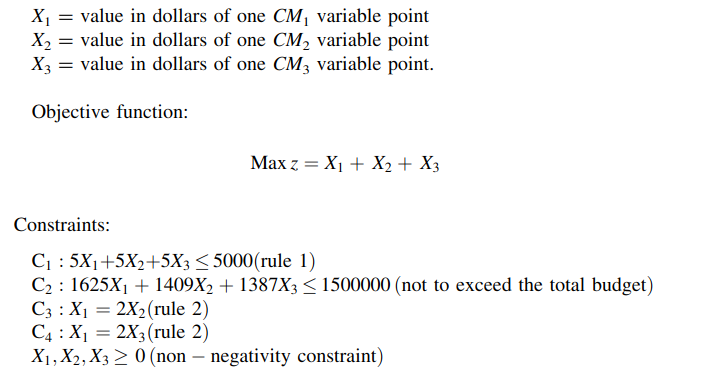 X₁ = value in dollars of one CM₁ variable point
X₂ = value in dollars of one CM₂ variable point
X₃ = value in dollars of one CM₃ variable point.
Objective function:
Max z = X₁ + X₂ + X₃
Constraints:
C₁ : 5X₁+5X₂+5X₃ ≤ 5000(rule 1)
C₂ : 1625X₁ + 1409X₂ + 1387X₃ ≤ 1500000 (not to exceed the total budget)
C₃ : X₁ = 2X₂(rule 2)
C₄ : X₁ = 2X₃(rule 2)
X₁, X₂, X₃ ≥ 0 (non − negativity constraint)